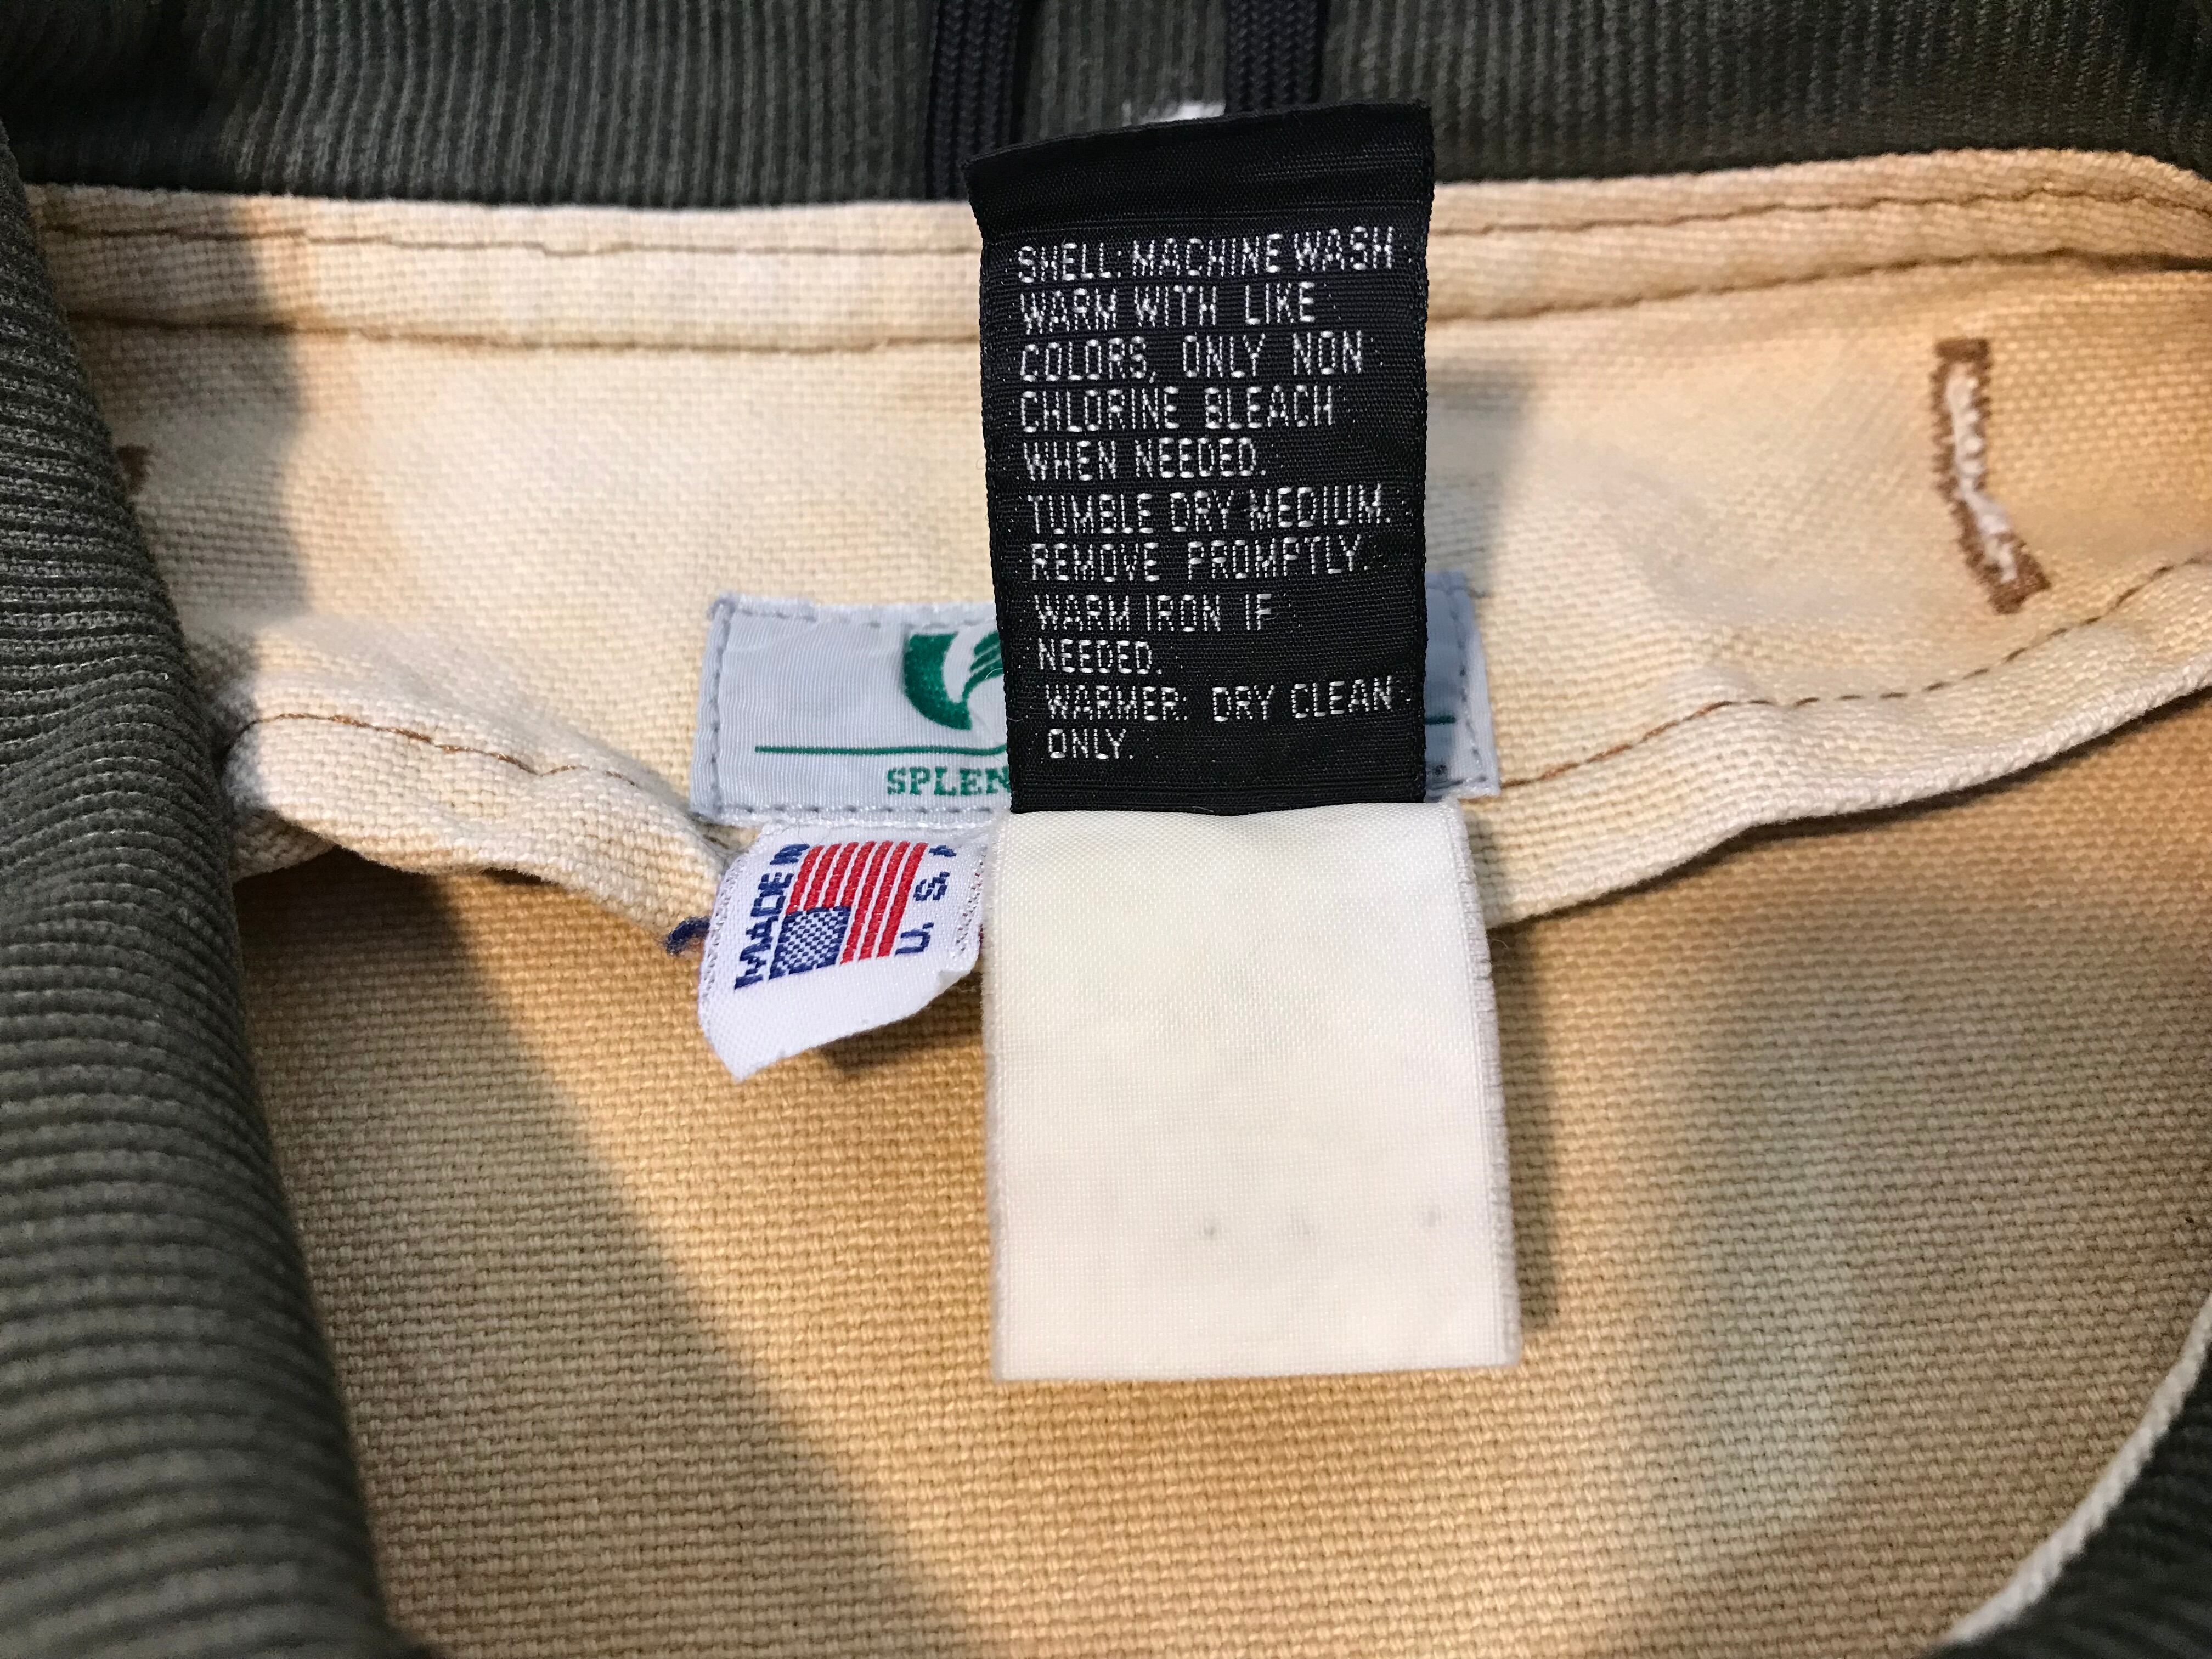 SHELL: MACHINE WASH
WARM WITH LIKE
COLORS, ONLY NON
CHLORINE BLEACH
WHEN NEEDED.
TUMBLE DRY MEDIUM.
REMOVE PROMPTLY.
WARM IRON IF
NEEDED.
WARMER: DRY CLEAN
ONLY.
SPLEN
MADE IN
U.S.A